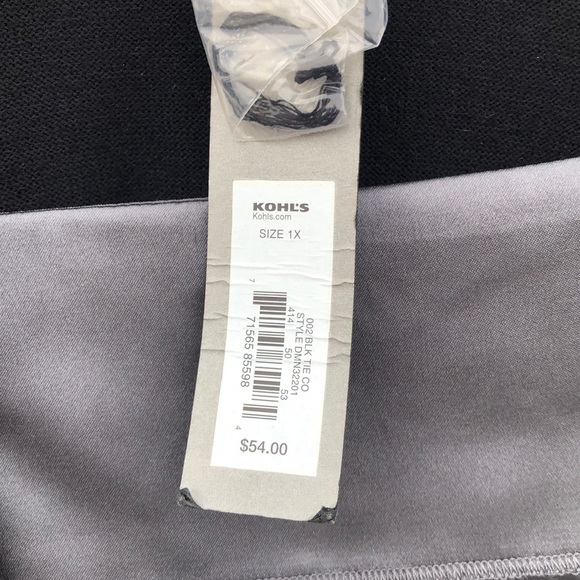 KOHL'S
Kohls.com
SIZE 1X
002 BLK TIE CO
STYLE DMN32201
414 50 53
7 71565 85598 4
$54.00